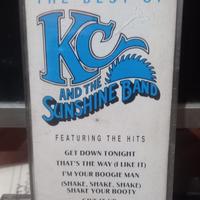 THE BEST OF
KC
AND THE
SUNSHINE BAND
FEATURING THE HITS
GET DOWN TONIGHT
THAT'S THE WAY (I LIKE IT)
I'M YOUR BOOGIE MAN
(SHAKE, SHAKE, SHAKE)
SHAKE YOUR BOOTY